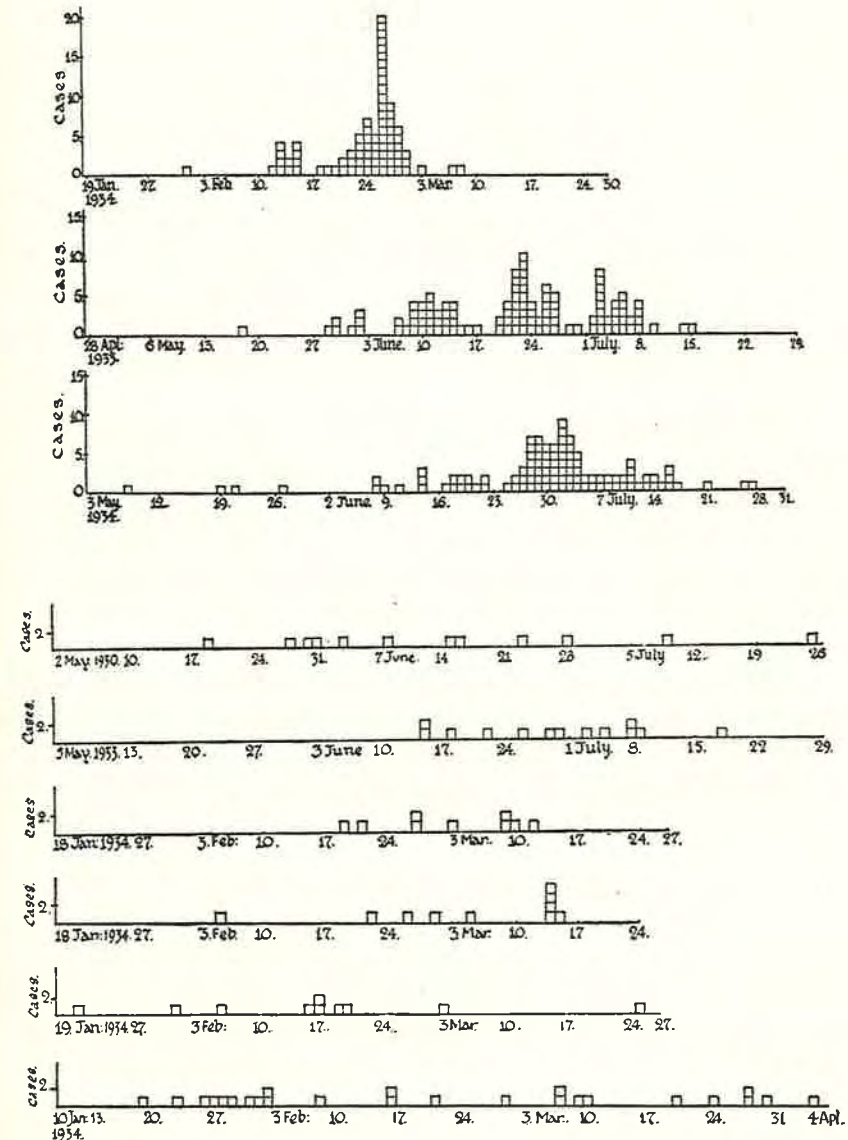 20
15
10
5
0
Cases
19 Jan. 27. 3. Feb 10. 17. 24. 3. Mar: 10. 17. 24 30.
1934.
15
10
5
0
Cases.
28 Apl: 6 May. 13. 20. 27. 3 June. 10 17. 24. 1 July. 8. 15. 22. 29.
1933.
15
10
5
0
Cases.
3 May. 12. 19. 26. 2 June 9. 16. 23. 30. 7 July. 14 21. 28. 31.
1934.
Cases.
2
2 May 1930. 10. 17. 24. 31. 7 June. 14 21 28 5 July 12. 19 26
Cases.
2.
3 May. 1933. 13. 20. 27. 3 June 10. 17. 24. 1 July. 8. 15. 22 29.
Cases
2.
18 Jan: 1934. 27. 3. Feb: 10. 17. 24. 3 Mar: 10. 17. 24. 27.
Cases.
2.
18 Jan: 1934. 27. 3. Feb. 10. 17. 24. 3 Mar: 10. 17 24.
Cases.
2
19. Jan: 1934. 27. 3 Feb: 10. 17. 24. 3 Mar: 10. 17. 24. 27.
Cases
2
10 Jan: 13. 20. 27. 3 Feb: 10. 17. 24. 3. Mar: 10. 17. 24. 31 4 Apl.
1934.